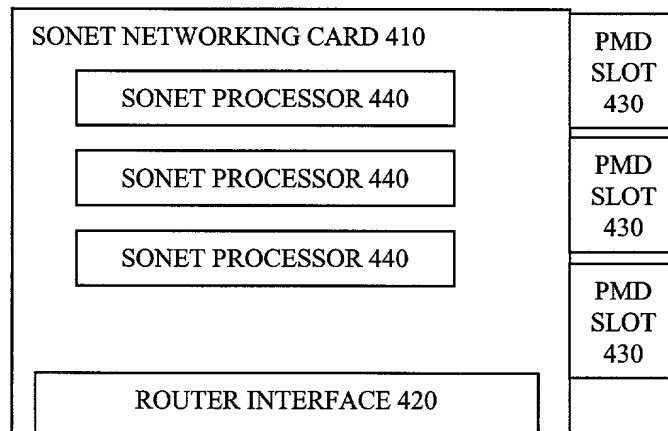 SONET NETWORKING CARD 410
SONET PROCESSOR 440
SONET PROCESSOR 440
SONET PROCESSOR 440
ROUTER INTERFACE 420
PMD
SLOT
430
PMD
SLOT
430
PMD
SLOT
430